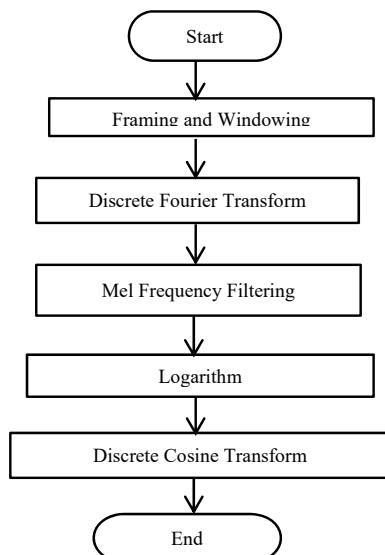 Start
Framing and Windowing
Discrete Fourier Transform
Mel Frequency Filtering
Logarithm
Discrete Cosine Transform
End